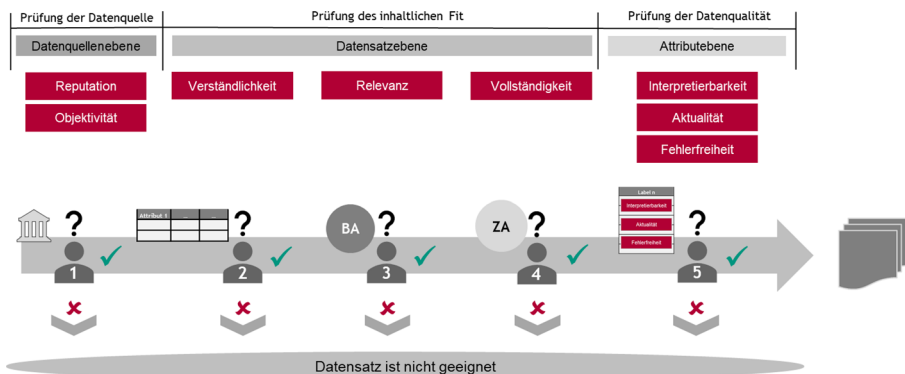 Prüfung der Datenquelle
Prüfung des inhaltlichen Fit
Prüfung der Datenqualität
Datenquellenebene
Datensatzebene
Attributebene
Reputation
Verständlichkeit
Relevanz
Vollständigkeit
Interpretierbarkeit
Objektivität
Aktualität
Fehlerfreiheit
?
Attribut 1
...
...
?
BA
?
ZA
?
Label n
Interpretierbarkeit
Aktualität
Fehlerfreiheit
?
1
2
3
4
5
Datensatz ist nicht geeignet